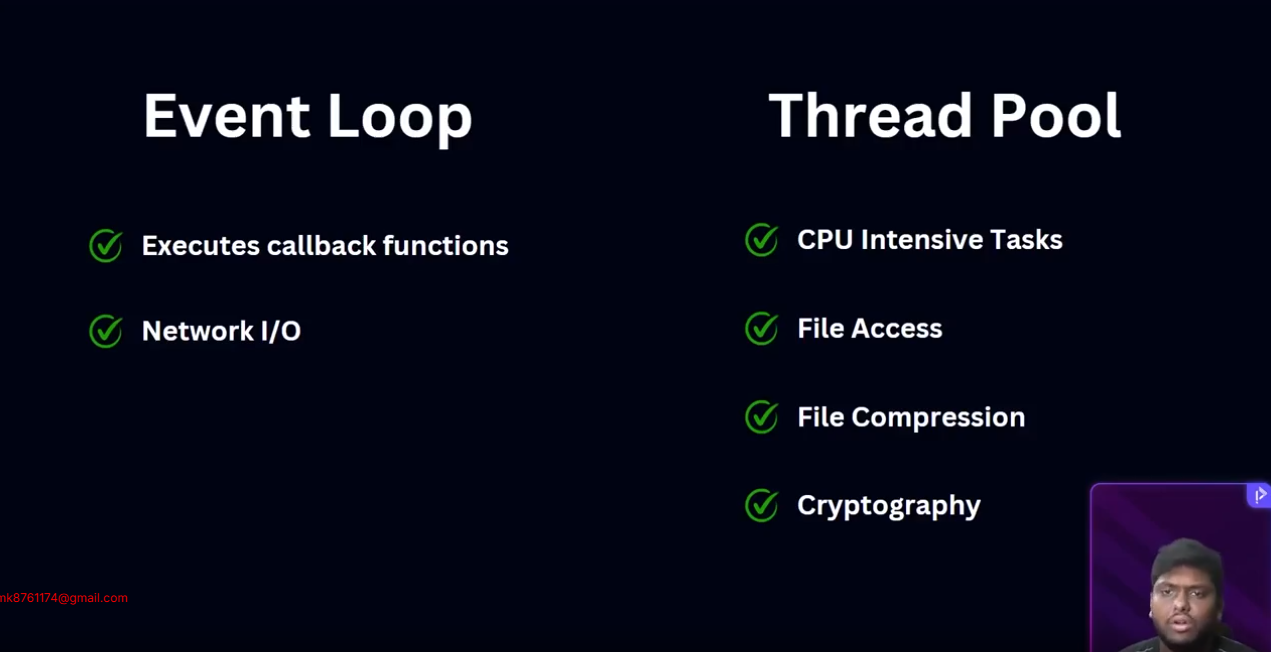 Event Loop
Executes callback functions
Network I/O
Thread Pool
CPU Intensive Tasks
File Access
File Compression
Cryptography
nk8761174@gmail.com